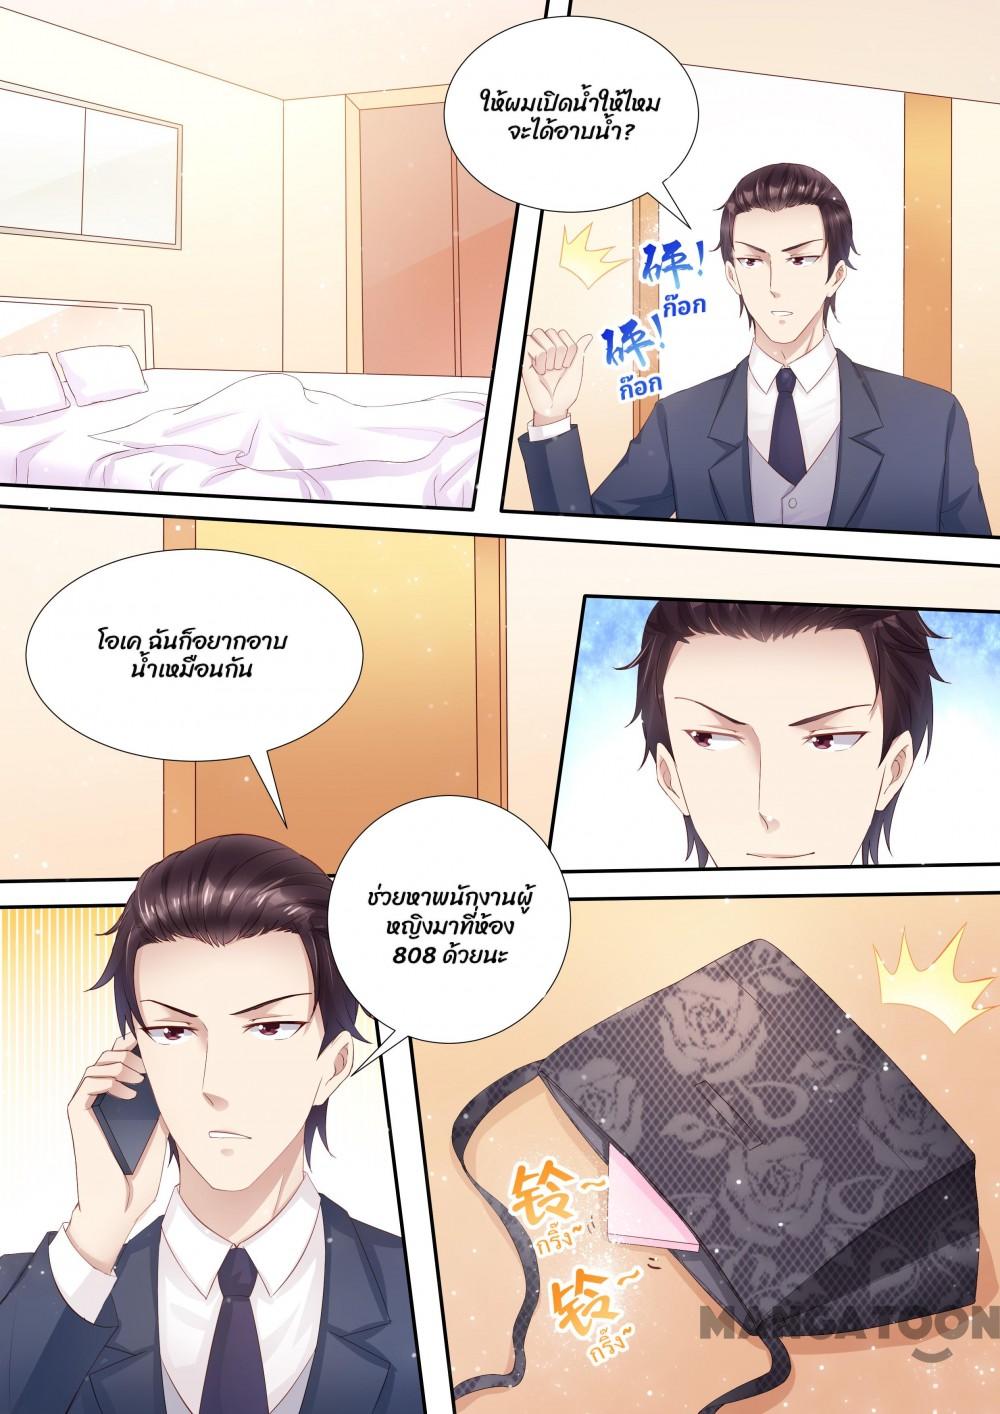 ให้ผมเปิดน้ำให้ไหม
จะได้อาบน้ำ?
砰!
ก๊อก
砰!
ก๊อก
โอเค ฉันก็อยากอาบ
น้ำเหมือนกัน
ช่วยหาพนักงานผู้
หญิงมาที่ห้อง
808 ด้วยนะ
铃~
กริ๊ง~
铃~
กริ๊ง~
MANGATOON